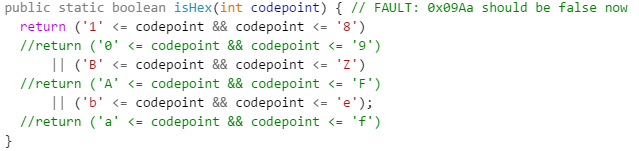 public static boolean isHex(int codepoint) { // FAULT: 0x09Aa should be false now
  return ('1' <= codepoint && codepoint <= '8')
  //return ('0' <= codepoint && codepoint <= '9')
      || ('B' <= codepoint && codepoint <= 'Z')
  //return ('A' <= codepoint && codepoint <= 'F')
      || ('b' <= codepoint && codepoint <= 'e');
  //return ('a' <= codepoint && codepoint <= 'f')
}